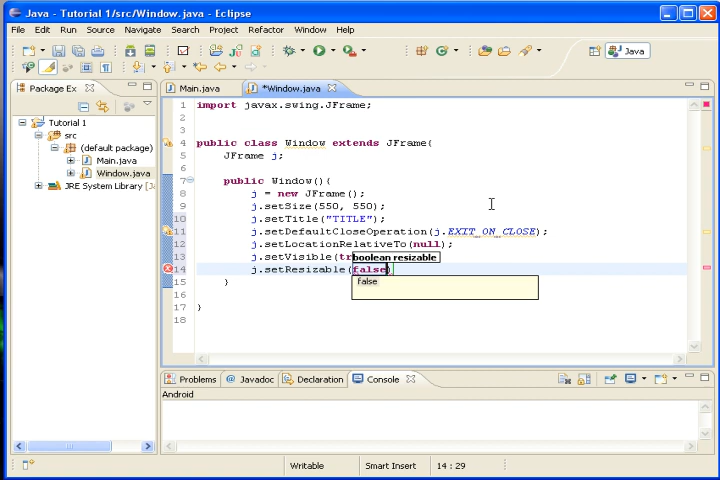 Java - Tutorial 1/src/Window.java - Eclipse
File Edit Run Source Navigate Search Project Refactor Window Help
Java
Package Ex
Main.java
*Window.java
Tutorial 1
src
(default package)
Main.java
Window.java
JRE System Library [Ja
1 import javax.swing.JFrame;
2
3
4 public class Window extends JFrame{
5 JFrame j;
6
7 public Window(){
8 j = new JFrame();
9 j.setSize(550, 550);
10 j.setTitle("TITLE");
11 j.setDefaultCloseOperation(j.EXIT_ON_CLOSE);
12 j.setLocationRelativeTo(null);
13 j.setVisible(tr
boolean resizable
14 j.setResizable(false)
false
15 }
16
17 }
18
Problems @ Javadoc Declaration Console
Android
Writable Smart Insert 14 : 29